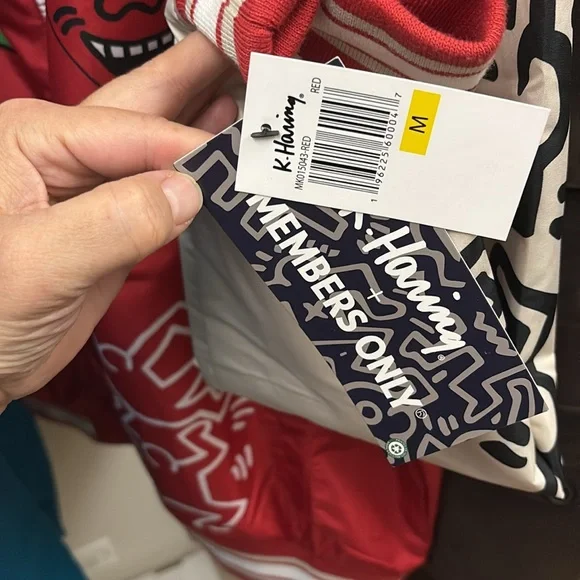 K·Haring®
MK015043-RED
RED
1 96225 60004 7
M
K·Haring®
+
MEMBERS ONLY®